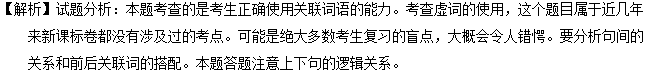 【解析】试题分析：本题考查的是考生正确使用关联词语的能力。考查虚词的使用，这个题目属于近几年
来新课标卷都没有涉及过的考点。可能是绝大多数考生复习的盲点，大概会令人错愕。要分析句间的
关系和前后关联词的搭配。本题答题注意上下句的逻辑关系。